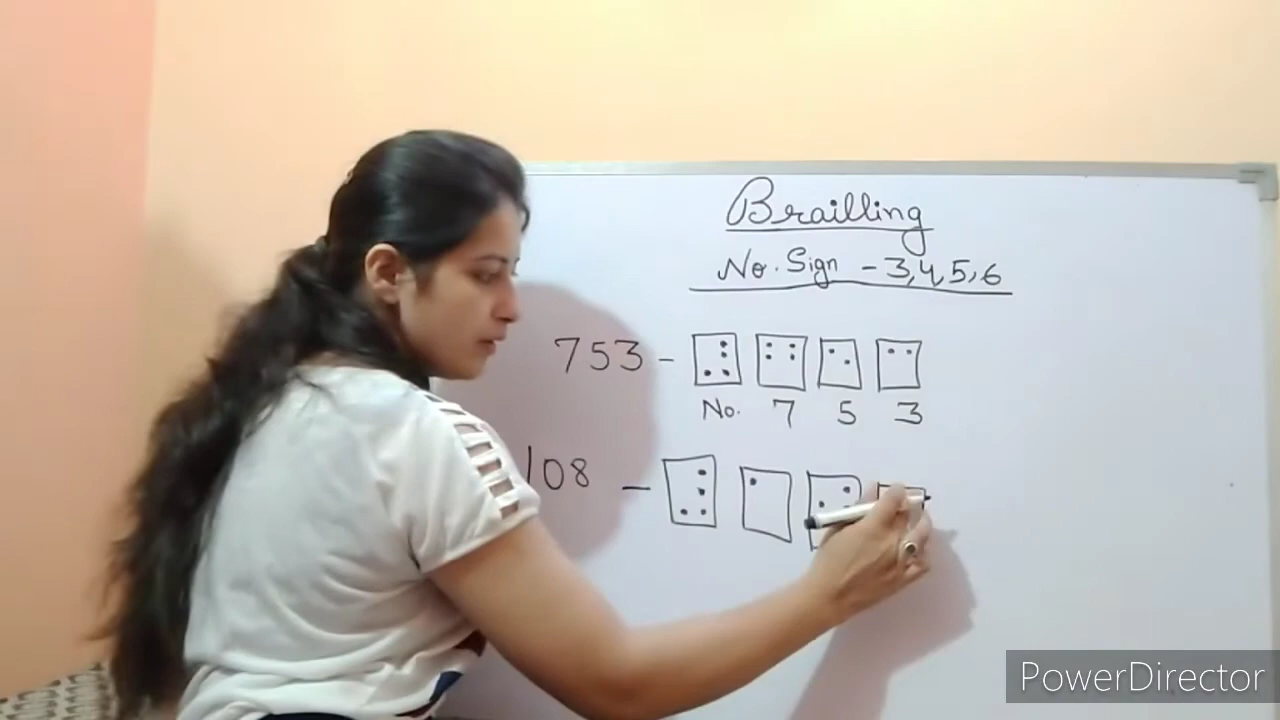 Brailling
No. Sign - 3,4,5,6
753 -
No. 7 5 3
108 -
PowerDirector